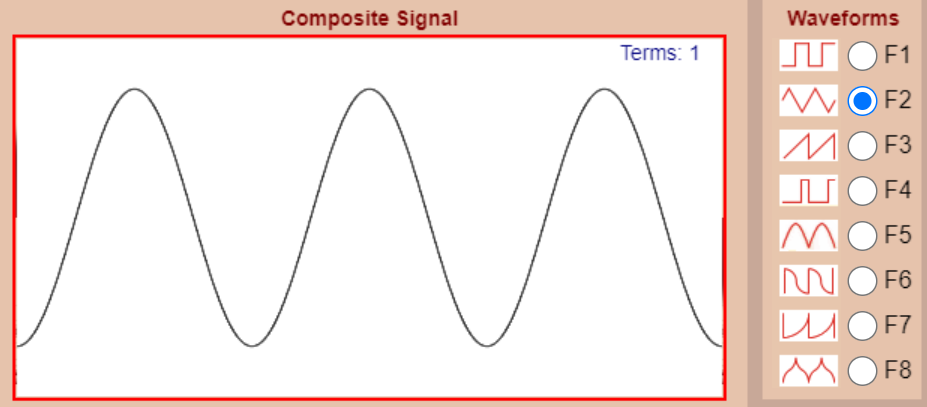 Composite Signal
Terms: 1
Waveforms
F1
F2
F3
F4
F5
F6
F7
F8